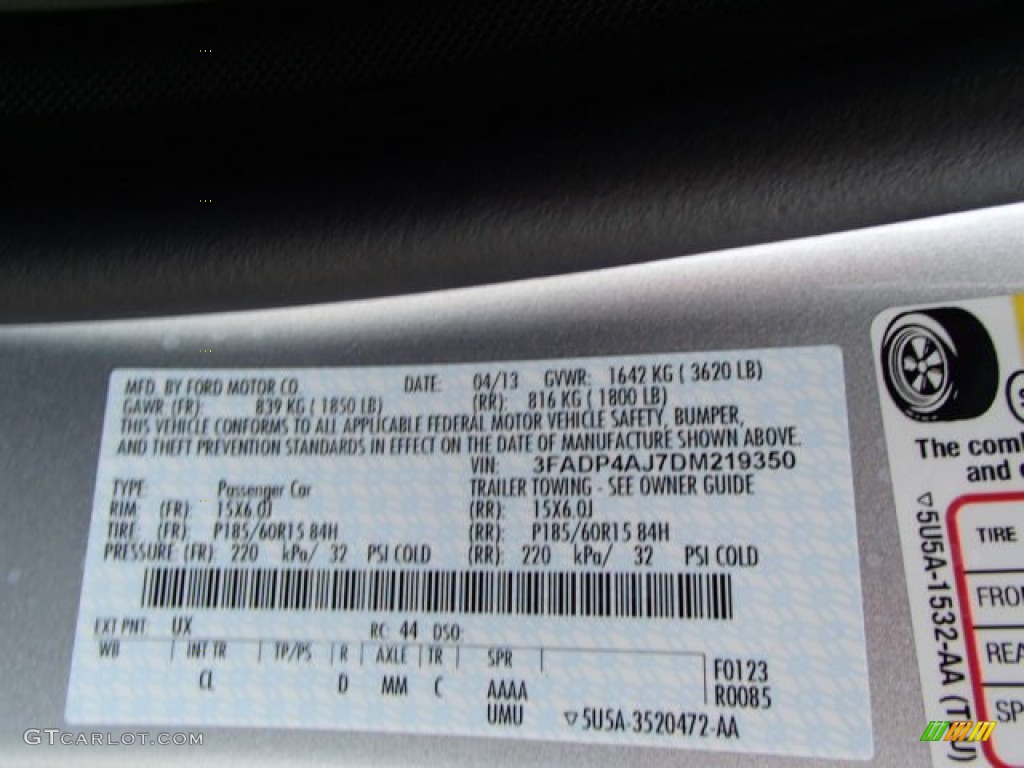 MFD. BY FORD MOTOR CO. DATE: 04/13 GVWR: 1642 KG ( 3620 LB)
GAWR (FR): 839 KG ( 1850 LB) (RR): 816 KG ( 1800 LB)
THIS VEHICLE CONFORMS TO ALL APPLICABLE FEDERAL MOTOR VEHICLE SAFETY, BUMPER,
AND THEFT PREVENTION STANDARDS IN EFFECT ON THE DATE OF MANUFACTURE SHOWN ABOVE.
VIN: 3FADP4AJ7DM219350
TYPE: Passenger Car TRAILER TOWING - SEE OWNER GUIDE
RIM (FR): 15X6.0J (RR): 15X6.0J
TIRE (FR): P185/60R15 84H (RR): P185/60R15 84H
PRESSURE (FR): 220 kPa/ 32 PSI COLD (RR): 220 kPa/ 32 PSI COLD
EXT PNT: UX RC: 44 DSO:
WB INT TR TP/PS R AXLE TR SPR F0123
CL D MM C AAAA R0085
UMU ▽5U5A-3520472-AA
The comb
and c
▽5U5A-1532-AA (T U)
TIRE
FRON
REA
SP
GTCARLOT.COM